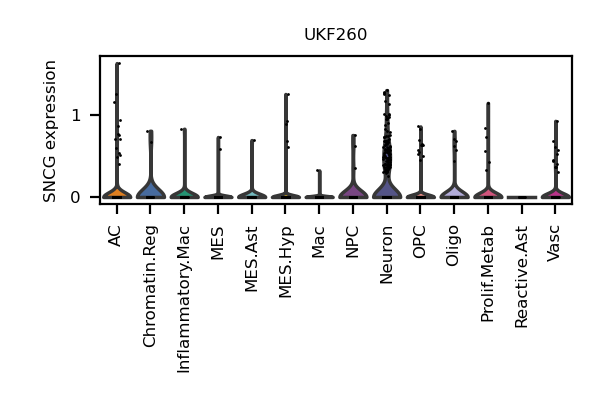 UKF260
SNCG expression
1
0
AC
Chromatin.Reg
Inflammatory.Mac
MES
MES.Ast
MES.Hyp
Mac
NPC
Neuron
OPC
Oligo
Prolif.Metab
Reactive.Ast
Vasc